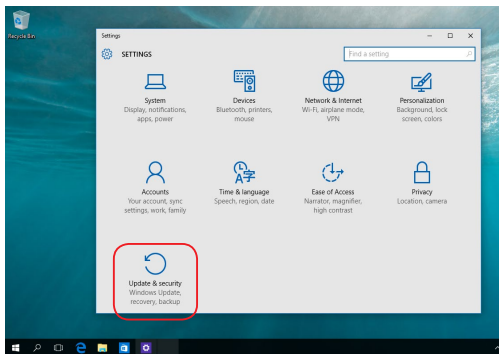 Recycle Bin
Settings
SETTINGS
Find a setting
System
Display, notifications,
apps, power
Devices
Bluetooth, printers,
mouse
Network & Internet
Wi-Fi, airplane mode,
VPN
Personalization
Background, lock
screen, colors
Accounts
Your account, sync
settings, work, family
Time & language
Speech, region, date
Ease of Access
Narrator, magnifier,
high contrast
Privacy
Location, camera
Update & security
Windows Update,
recovery, backup